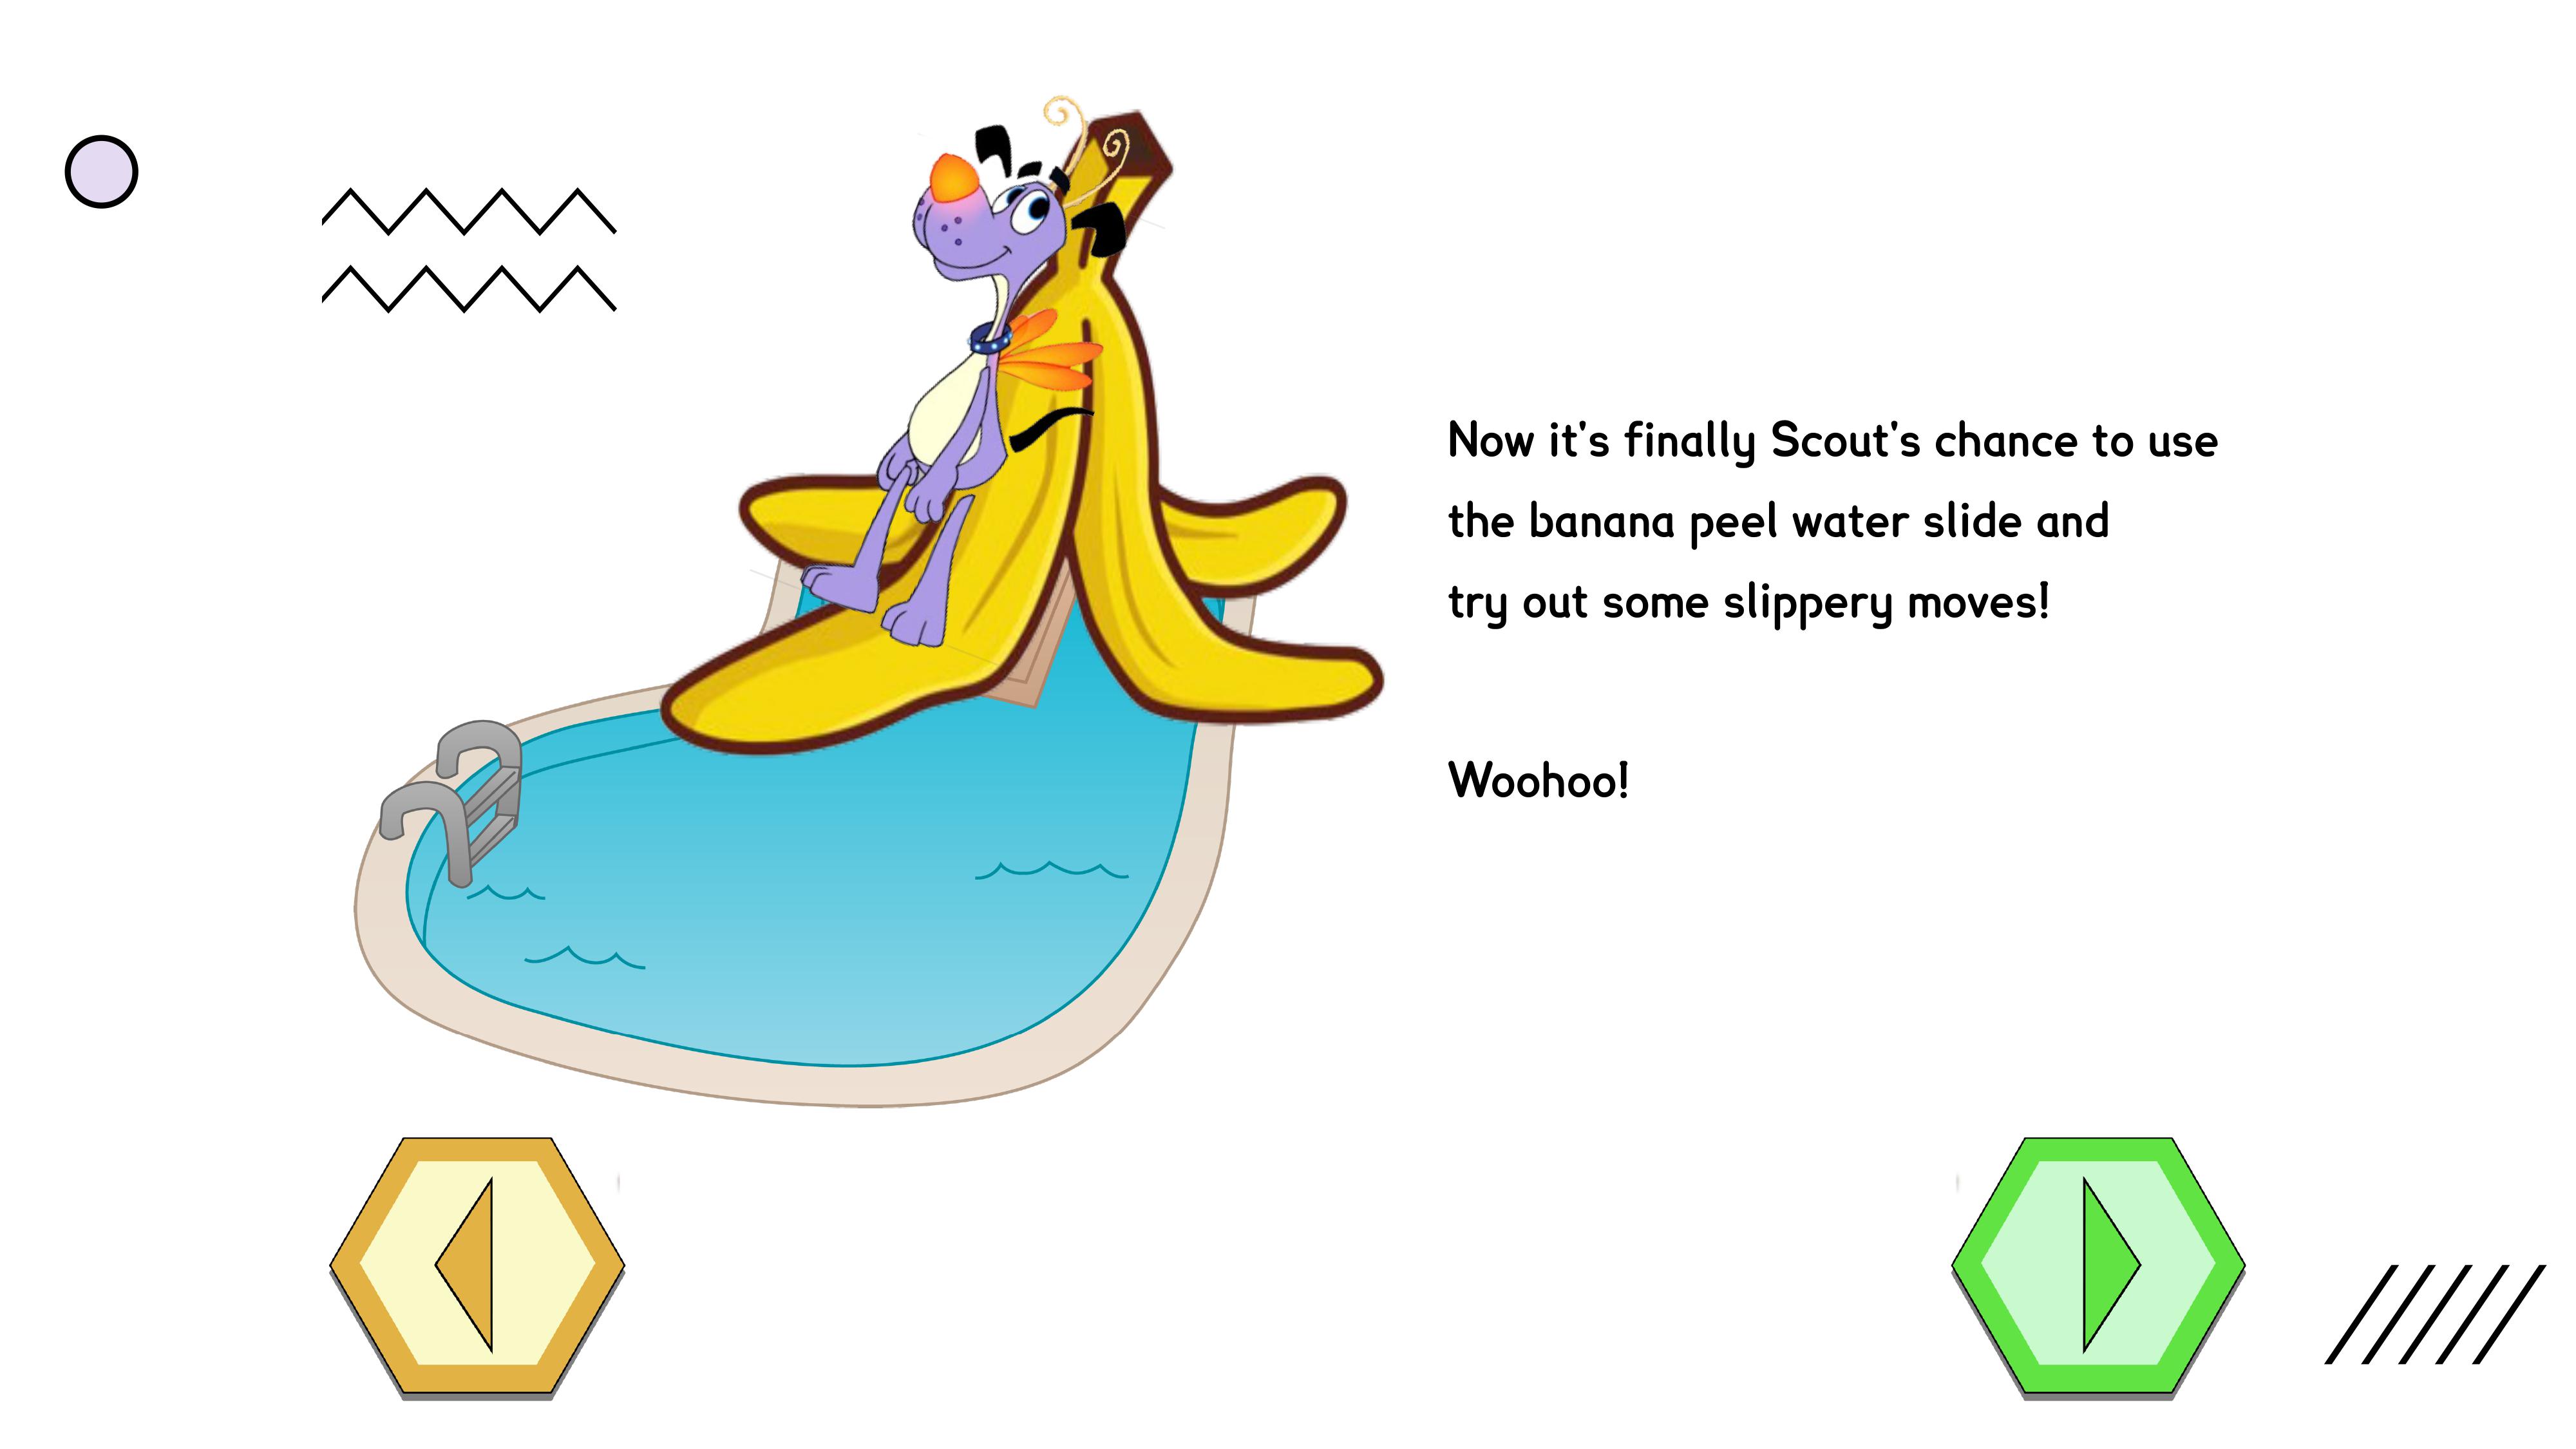 Now it's finally Scout's chance to use
the banana peel water slide and
try out some slippery moves!
Woohoo!